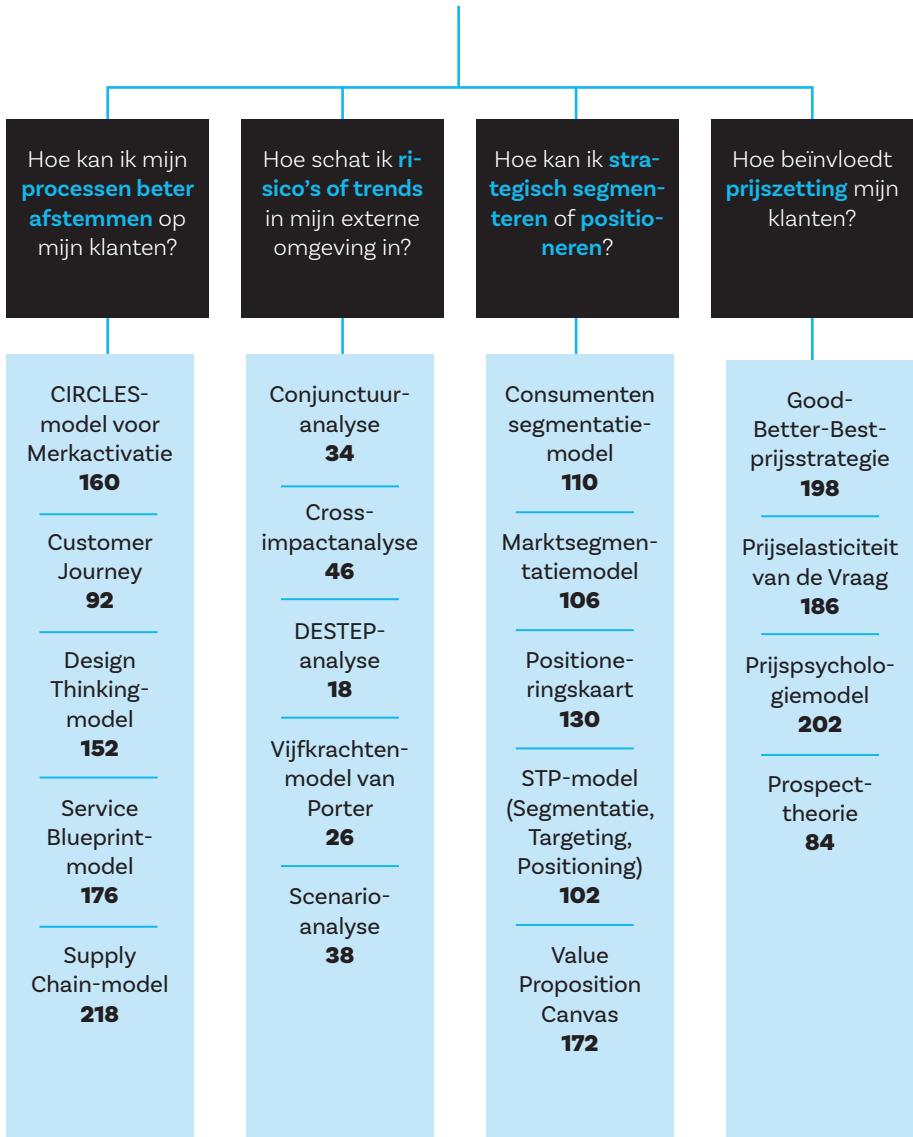 Hoe kan ik mijn
processen beter
afstemmen op
mijn klanten?
CIRCLES-
model voor
Merkactivatie
160
Customer
Journey
92
Design
Thinking-
model
152
Service
Blueprint-
model
176
Supply
Chain-model
218
Hoe schat ik ri-
sico's of trends
in mijn externe
omgeving in?
Conjunctuur-
analyse
34
Cross-
impactanalyse
46
DESTEP-
analyse
18
Vijfkrachten-
model van
Porter
26
Scenario-
analyse
38
Hoe kan ik stra-
tegisch segmen-
teren of positio-
neren?
Consumenten
segmentatie-
model
110
Marktsegmen-
tatiemodel
106
Positione-
ringskaart
130
STP-model
(Segmentatie,
Targeting,
Positioning)
102
Value
Proposition
Canvas
172
Hoe beïnvloedt
prijszetting mijn
klanten?
Good-
Better-Best-
prijsstrategie
198
Prijselasticiteit
van de Vraag
186
Prijspsycholo-
giemodel
202
Prospect-
theorie
84